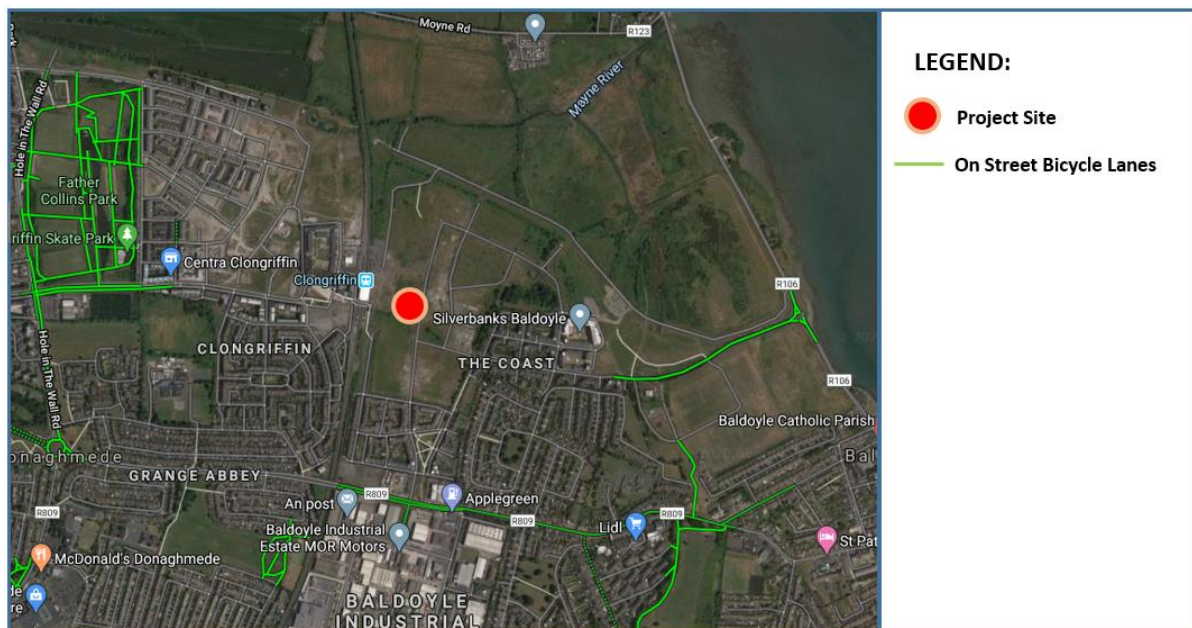 Moyne Rd
R123
Mayne River
Hole in The Wall Rd
Father
Collins Park
riffin Skate Park
Centra Clongriffin
Clongriffin
R106
Silverbanks Baldoyle
CLONGRIFFIN
THE COAST
Hole in The Wall Rd
R106
Baldoyle Catholic Parish
onaghmede
Bal
GRANGE ABBEY
R809
Applegreen
An post
R809
R809
R809
Lidl
Baldoyle Industrial
Estate MOR Motors
St Pat
McDonald's Donaghmede
de
re
BALDOYLE
INDUSTRIAL
LEGEND:
Project Site
On Street Bicycle Lanes